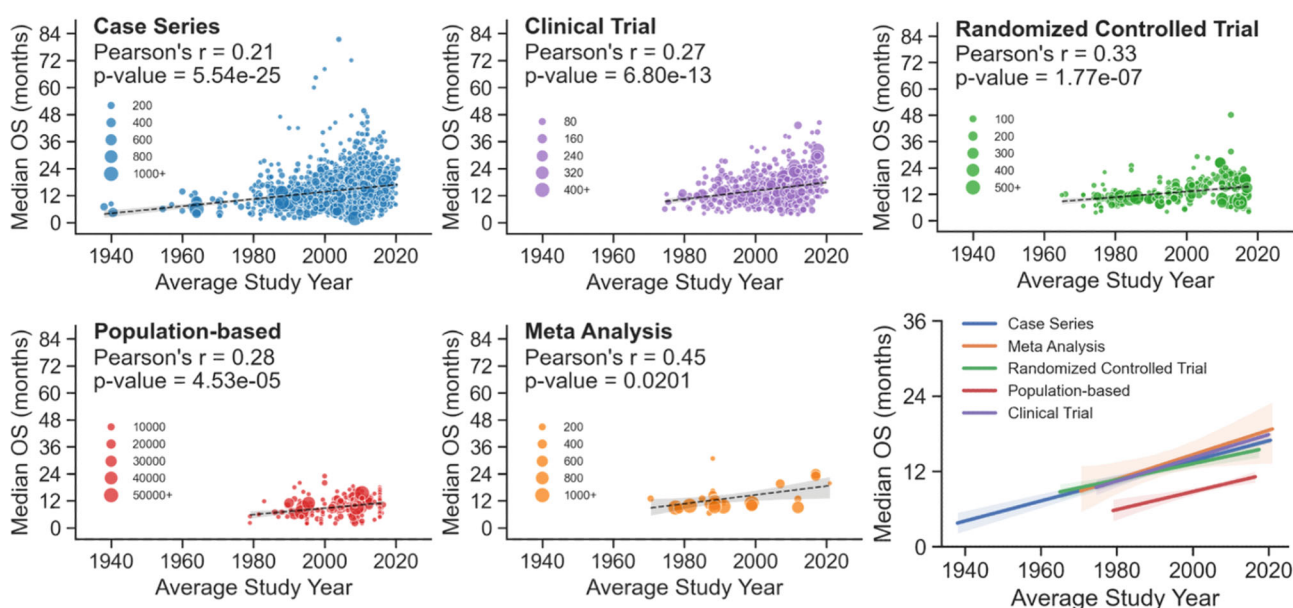 Case Series
Pearson's r = 0.21
p-value = 5.54e-25
Median OS (months)
84
72
60
48
36
24
12
0
200
400
600
800
1000+
1940 1960 1980 2000 2020
Average Study Year
Clinical Trial
Pearson's r = 0.27
p-value = 6.80e-13
Median OS (months)
84
72
60
48
36
24
12
0
80
160
240
320
400+
1940 1960 1980 2000 2020
Average Study Year
Randomized Controlled Trial
Pearson's r = 0.33
p-value = 1.77e-07
Median OS (months)
84
72
60
48
36
24
12
0
100
200
300
400
500+
1940 1960 1980 2000 2020
Average Study Year
Population-based
Pearson's r = 0.28
p-value = 4.53e-05
Median OS (months)
84
72
60
48
36
24
12
0
10000
20000
30000
40000
50000+
1940 1960 1980 2000 2020
Average Study Year
Meta Analysis
Pearson's r = 0.45
p-value = 0.0201
Median OS (months)
84
72
60
48
36
24
12
0
200
400
600
800
1000+
1940 1960 1980 2000 2020
Average Study Year
Median OS (months)
36
24
12
0
Case Series
Meta Analysis
Randomized Controlled Trial
Population-based
Clinical Trial
1940 1960 1980 2000 2020
Average Study Year